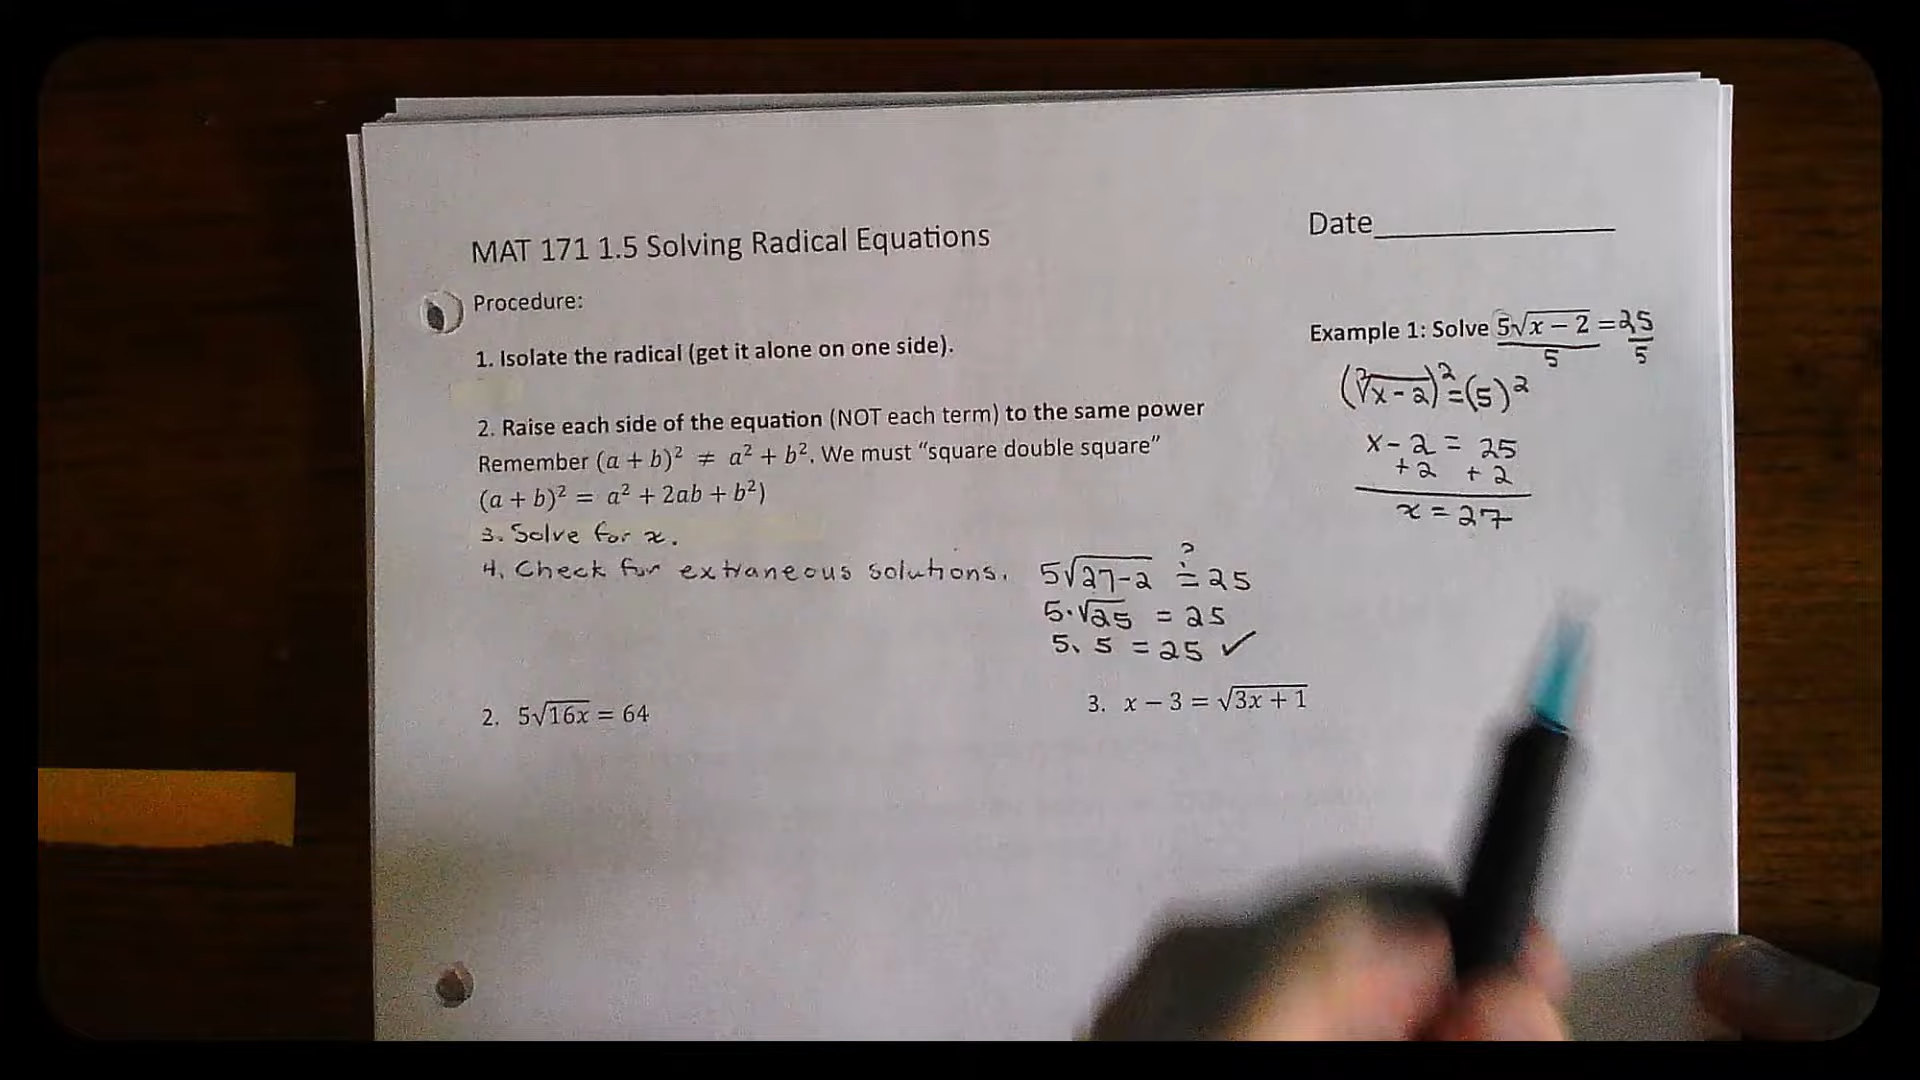 MAT 171 1.5 Solving Radical Equations
Date_______________
Procedure:
1. Isolate the radical (get it alone on one side).
2. Raise each side of the equation (NOT each term) to the same power
Remember (a + b)² ≠ a² + b². We must “square double square”
(a + b)² = a² + 2ab + b²)
3. Solve for x.
4. Check for extraneous solutions.
5√27-2 ≟ 25
5·√25 = 25
5. 5 = 25 ✓
Example 1: Solve 5√x − 2 = 25
5 5
(²√x-2)² = (5)²
x - 2 = 25
+2 +2
x = 27
2. 5√16x = 64
3. x − 3 = √3x + 1